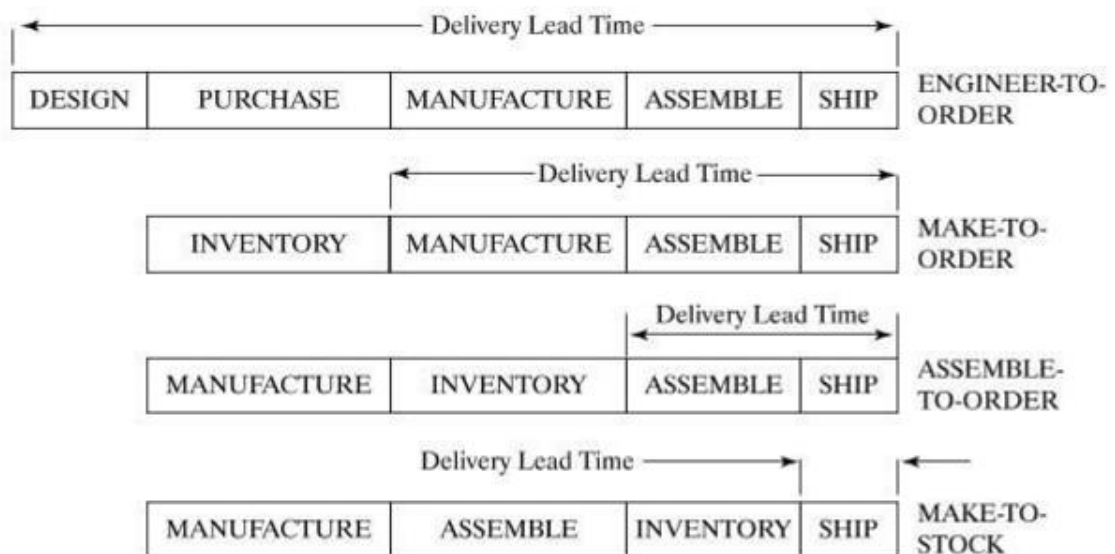 Delivery Lead Time
DESIGN PURCHASE MANUFACTURE ASSEMBLE SHIP ENGINEER-TO-
ORDER
Delivery Lead Time
INVENTORY MANUFACTURE ASSEMBLE SHIP MAKE-TO-
ORDER
Delivery Lead Time
MANUFACTURE INVENTORY ASSEMBLE SHIP ASSEMBLE-
TO-ORDER
Delivery Lead Time
MANUFACTURE ASSEMBLE INVENTORY SHIP MAKE-TO-
STOCK